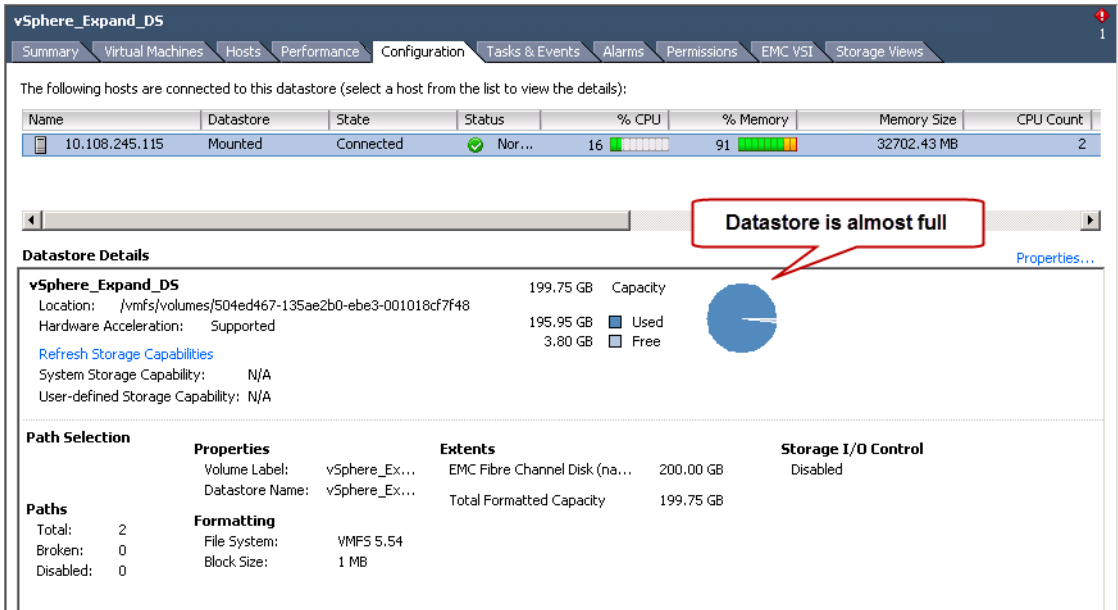 vSphere_Expand_DS
1
Summary Virtual Machines Hosts Performance Configuration Tasks & Events Alarms Permissions EMC VSI Storage Views
The following hosts are connected to this datastore (select a host from the list to view the details):
Name Datastore State Status % CPU % Memory Memory Size CPU Count
10.108.245.115 Mounted Connected Nor... 16 91 32702.43 MB 2
Datastore is almost full
Datastore Details
Properties...
vSphere_Expand_DS 199.75 GB Capacity
Location: /vmfs/volumes/504ed467-135ae2b0-ebe3-001018cf7f48
Hardware Acceleration: Supported 195.95 GB Used
3.80 GB Free
Refresh Storage Capabilities
System Storage Capability: N/A
User-defined Storage Capability: N/A
Path Selection
Properties Extents Storage I/O Control
Volume Label: vSphere_Ex... EMC Fibre Channel Disk (na... 200.00 GB Disabled
Datastore Name: vSphere_Ex...
Total Formatted Capacity 199.75 GB
Paths
Formatting
Total: 2
File System: VMFS 5.54
Broken: 0
Block Size: 1 MB
Disabled: 0